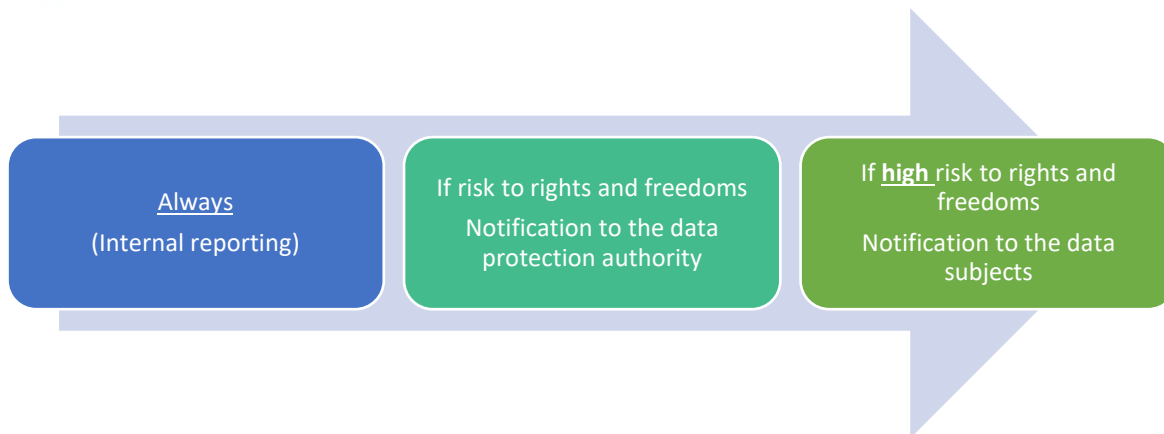 Always
(Internal reporting)
If risk to rights and freedoms
Notification to the data
protection authority
If high risk to rights and
freedoms
Notification to the data
subjects